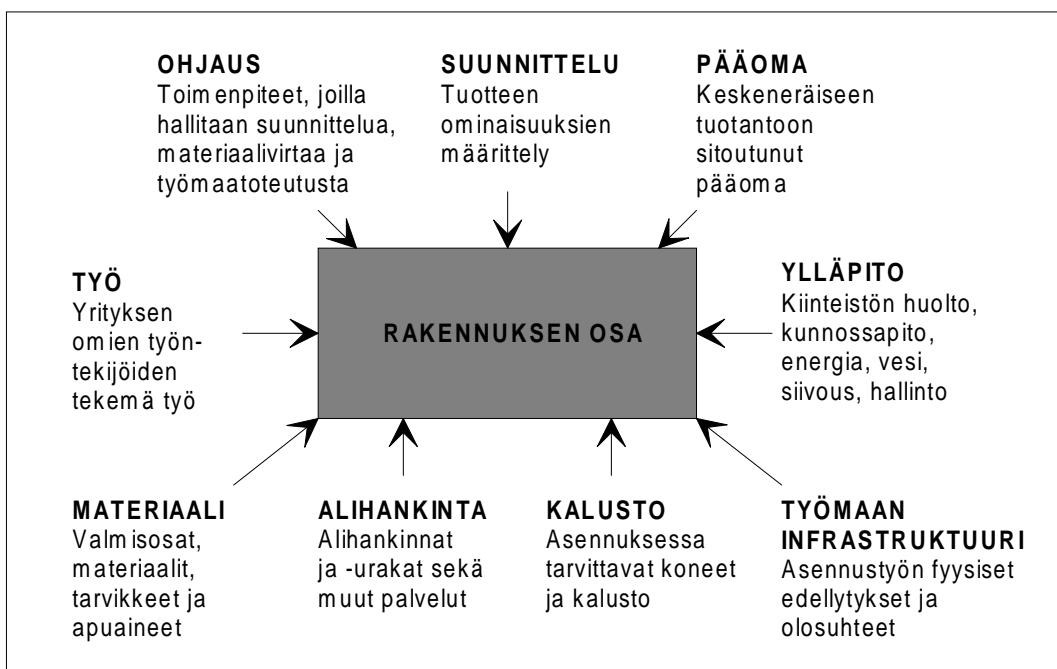 OHJAUS
Toimenpiteet, joilla
hallitaan suunnittelua,
materiaalivirtaa ja
työmaatoteutusta
SUUNNITTELU
Tuotteen
ominaisuuksien
määrittely
PÄÄOMA
Keskeneräiseen
tuotantoon
sitoutunut
pääoma
TYÖ
Yrityksen
omien työn-
tekijöiden
tekemä työ
RAKENNUKSEN OSA
YLLÄPITO
Kiinteistön huolto,
kunnossapito,
energia, vesi,
siivous, hallinto
MATERIAALI
Valmisosat,
materiaalit,
tarvikkeet ja
apuaineet
ALIHANKINTA
Alihankinnat
ja -urakat sekä
muut palvelut
KALUSTO
Asennuksessa
tarvittavat koneet
ja kalusto
TYÖMAAN
INFRASTRUKTUURI
Asennustyön fyysiset
edellytykset ja
olosuhteet